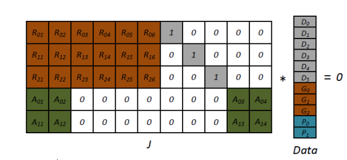 R01 R02 R03 R04 R05 R06 1 0 0 0 0
R11 R12 R13 R14 R15 R16 0 1 0 0 0
R21 R22 R23 R24 R25 R26 0 0 1 0 0
A01 A02 0 0 0 0 0 0 0 A03 A04
A11 A12 0 0 0 0 0 0 0 A13 A14
J
*
D0
D1
D2
D3
D4
D5
G0
G1
G2
P0
P1
= 0
Data